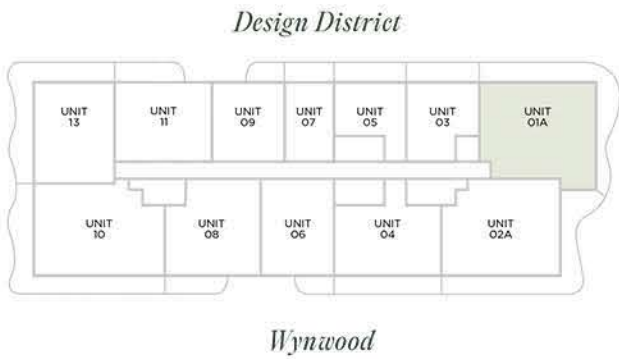 Design District
UNIT
13
UNIT
11
UNIT
09
UNIT
07
UNIT
05
UNIT
03
UNIT
01A
UNIT
10
UNIT
08
UNIT
06
UNIT
04
UNIT
02A
Wynwood